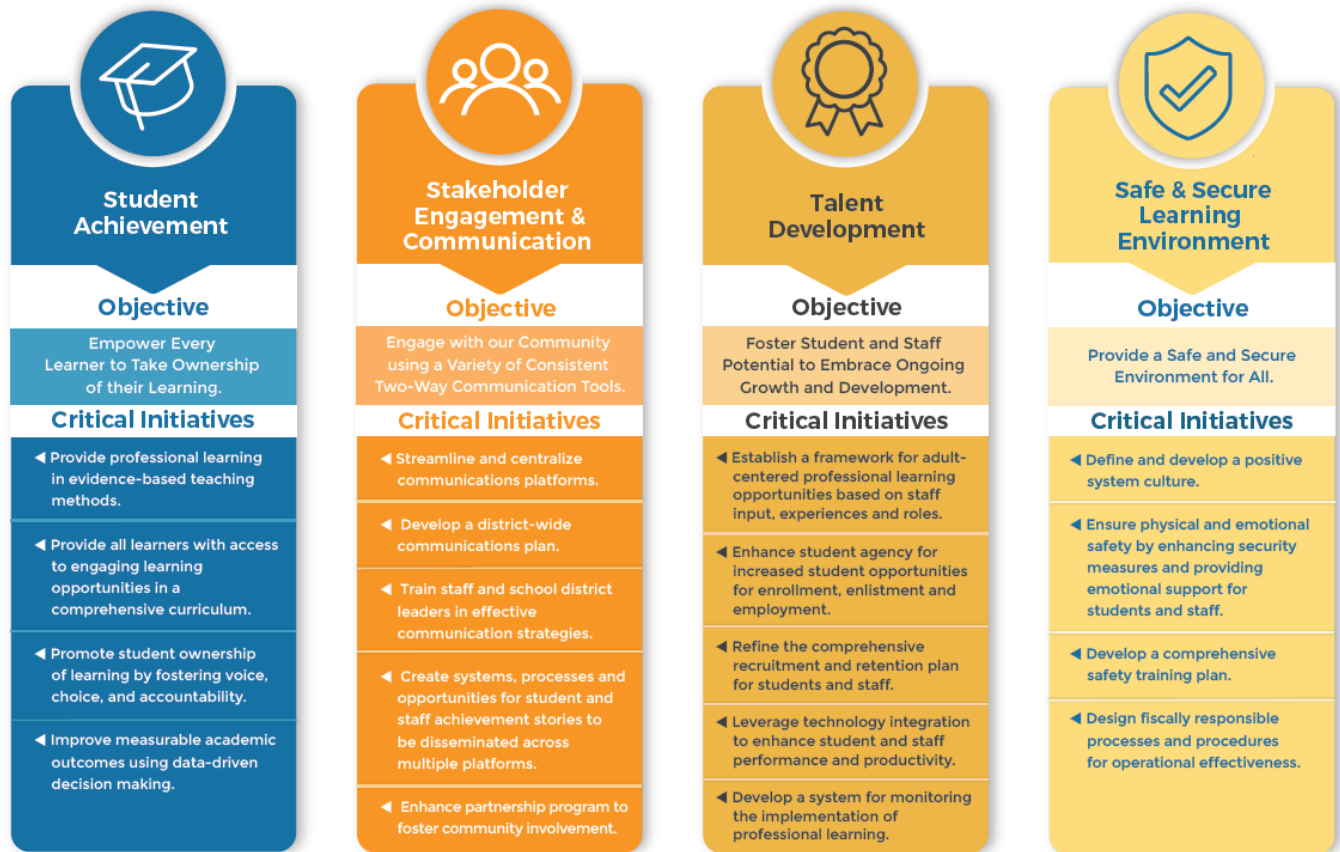 Student
Achievement
Objective
Empower Every
Learner to Take Ownership
of their Learning.
Critical Initiatives
◀ Provide professional learning
in evidence-based teaching
methods.
◀ Provide all learners with access
to engaging learning
opportunities in a
comprehensive curriculum.
◀ Promote student ownership
of learning by fostering voice,
choice, and accountability.
◀ Improve measurable academic
outcomes using data-driven
decision making.
Stakeholder
Engagement &
Communication
Objective
Engage with our Community
using a Variety of Consistent
Two-Way Communication Tools.
Critical Initiatives
◀ Streamline and centralize
communications platforms.
◀ Develop a district-wide
communications plan.
◀ Train staff and school district
leaders in effective
communication strategies.
◀ Create systems, processes and
opportunities for student and
staff achievement stories to
be disseminated across
multiple platforms.
◀ Enhance partnership program to
foster community involvement.
Talent
Development
Objective
Foster Student and Staff
Potential to Embrace Ongoing
Growth and Development.
Critical Initiatives
◀ Establish a framework for adult-
centered professional learning
opportunities based on staff
input, experiences and roles.
◀ Enhance student agency for
increased student opportunities
for enrollment, enlistment and
employment.
◀ Refine the comprehensive
recruitment and retention plan
for students and staff.
◀ Leverage technology integration
to enhance student and staff
performance and productivity.
◀ Develop a system for monitoring
the implementation of
professional learning.
Safe & Secure
Learning
Environment
Objective
Provide a Safe and Secure
Environment for All.
Critical Initiatives
◀ Define and develop a positive
system culture.
◀ Ensure physical and emotional
safety by enhancing security
measures and providing
emotional support for
students and staff.
◀ Develop a comprehensive
safety training plan.
◀ Design fiscally responsible
processes and procedures
for operational effectiveness.